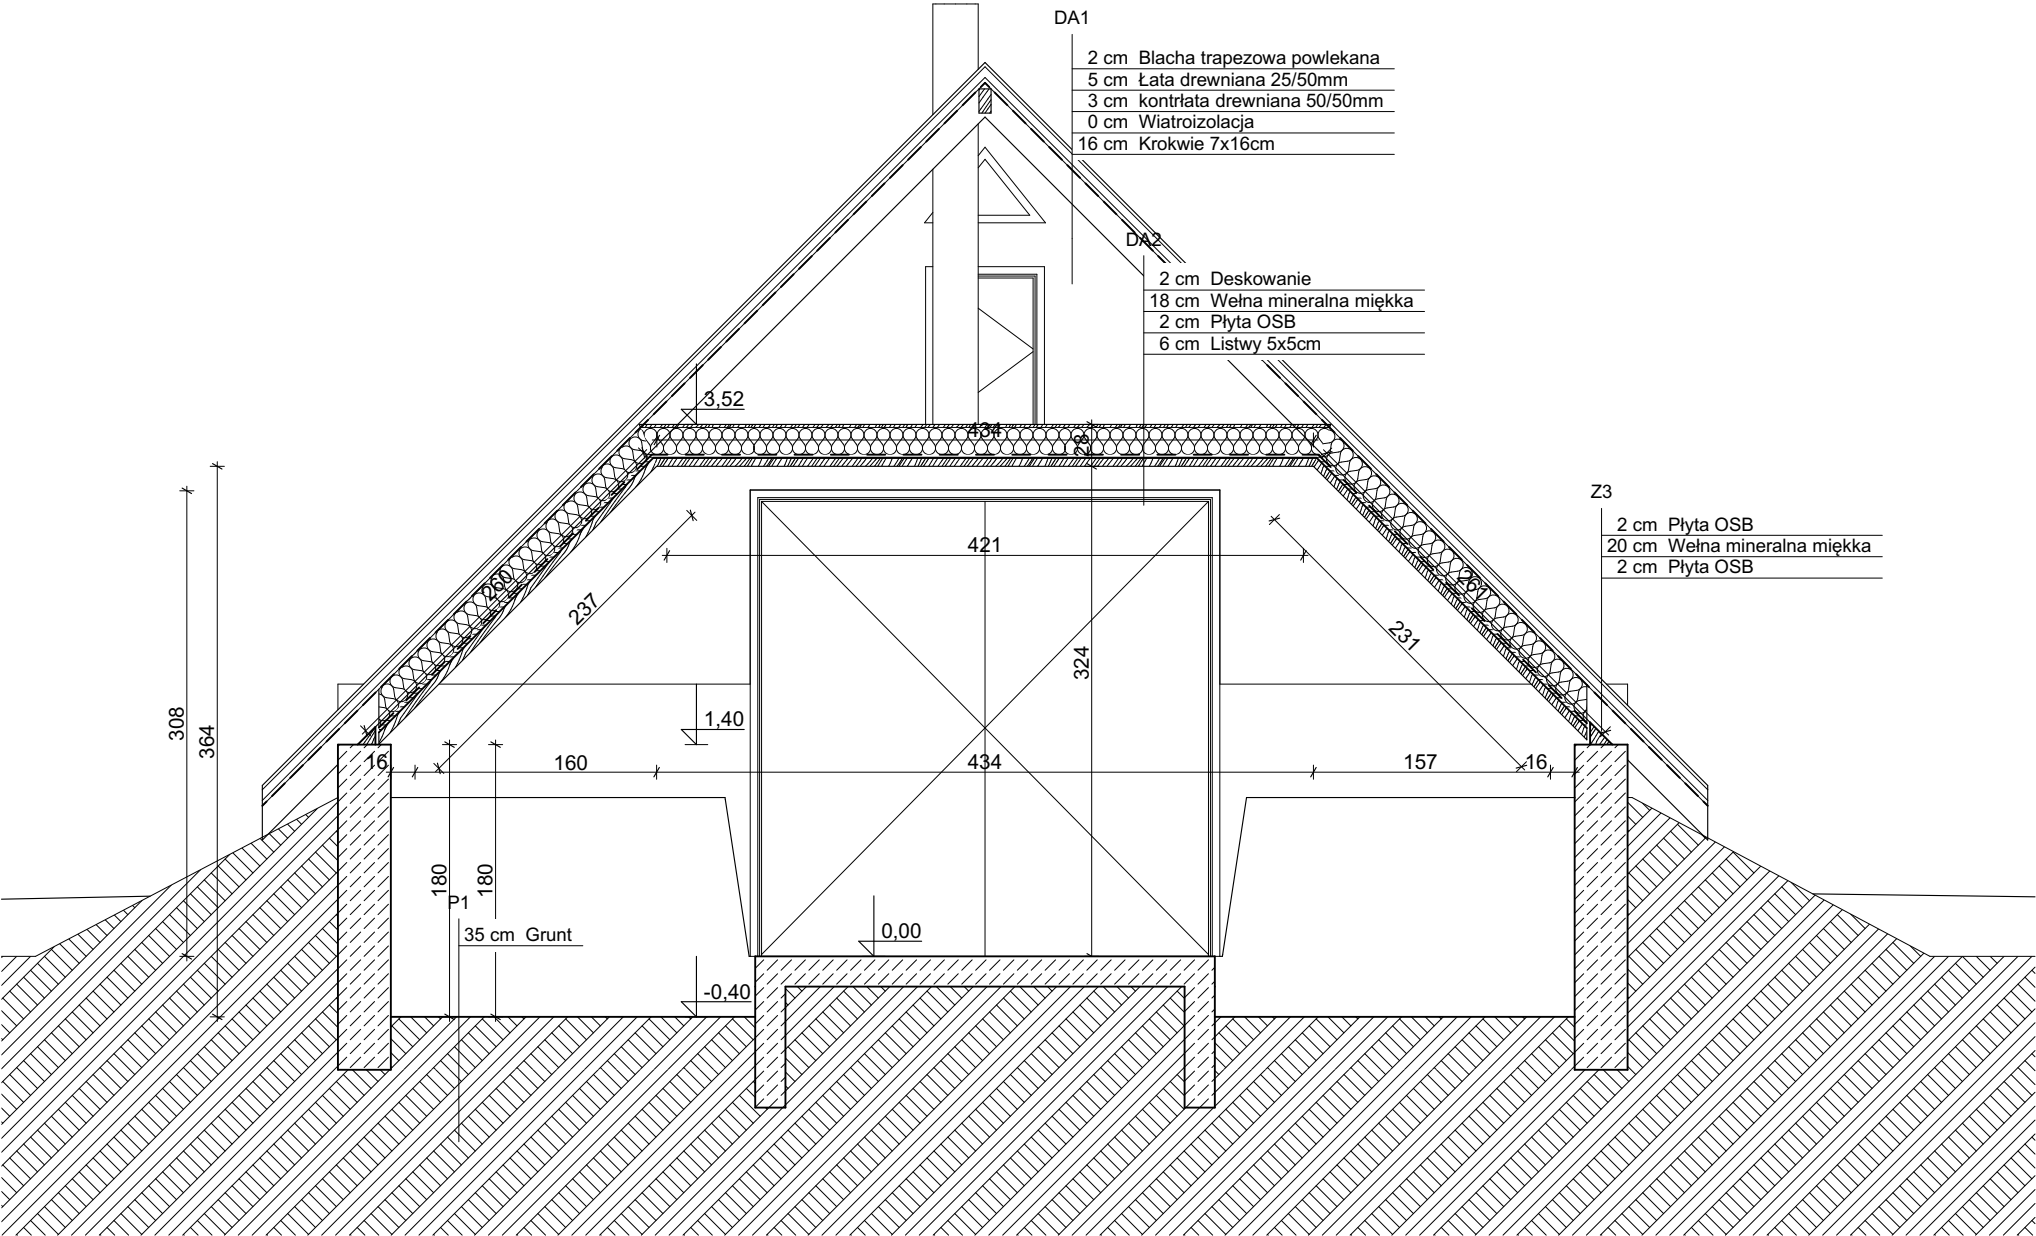 DA1
2 cm Blacha trapezowa powlekana
5 cm Łata drewniana 25/50mm
3 cm kontrłata drewniana 50/50mm
0 cm Wiatroizolacja
16 cm Krokwie 7x16cm
DA2
2 cm Deskowanie
18 cm Wełna mineralna miękka
2 cm Płyta OSB
6 cm Listwy 5x5cm
3,52
434
28
Z3
2 cm Płyta OSB
20 cm Wełna mineralna miękka
2 cm Płyta OSB
421
260
237
261
231
324
308
364
1,40
16
160
434
157
16
180
180
P1
35 cm Grunt
0,00
-0,40